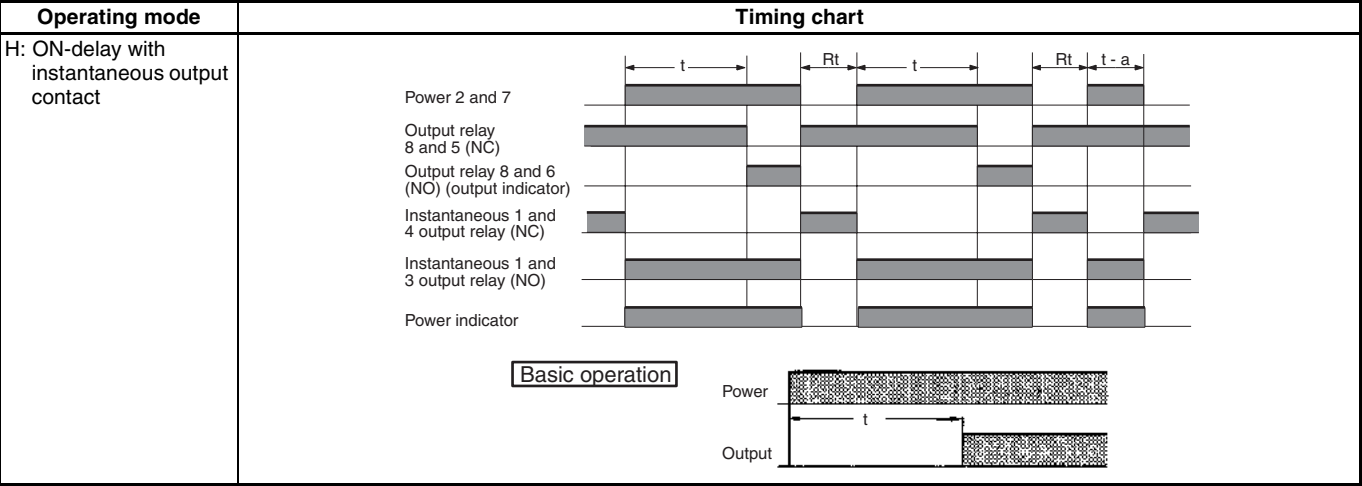 Operating mode
Timing chart
H: ON-delay with
instantaneous output
contact
t
Rt
t
Rt
t - a
Power 2 and 7
Output relay
8 and 5 (NC)
Output relay 8 and 6
(NO) (output indicator)
Instantaneous 1 and
4 output relay (NC)
Instantaneous 1 and
3 output relay (NO)
Power indicator
Basic operation
Power
t
Output